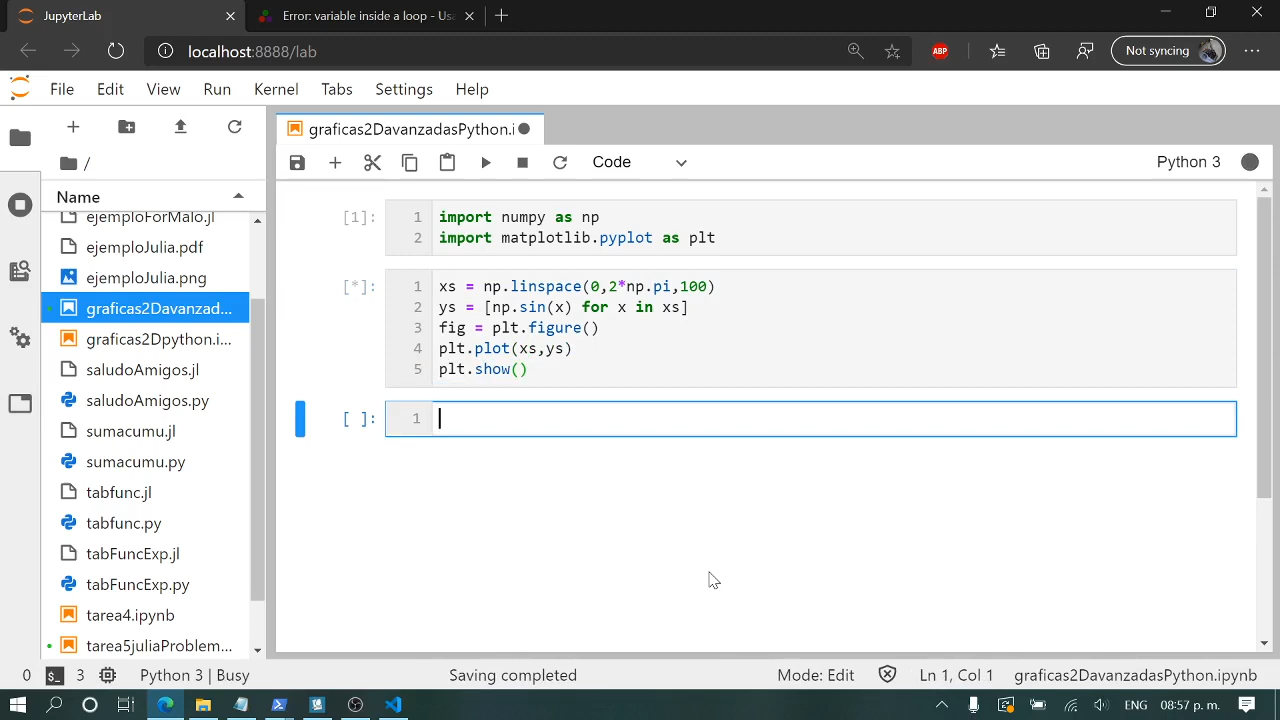 JupyterLab
Error: variable inside a loop - Usa
localhost:8888/lab
ABP
Not syncing
File Edit View Run Kernel Tabs Settings Help
graficas2DavanzadasPython.i
/
Code
Python 3
Name
ejemploForMalo.jl
ejemploJulia.pdf
ejemploJulia.png
graficas2Davanzad...
graficas2Dpython.i...
saludoAmigos.jl
saludoAmigos.py
sumacumu.jl
sumacumu.py
tabfunc.jl
tabfunc.py
tabFuncExp.jl
tabFuncExp.py
tarea4.ipynb
tarea5juliaProblem...
[1]:
1 import numpy as np
2 import matplotlib.pyplot as plt
[*]:
1 xs = np.linspace(0,2*np.pi,100)
2 ys = [np.sin(x) for x in xs]
3 fig = plt.figure()
4 plt.plot(xs,ys)
5 plt.show()
[ ]:
1
0 $_ 3 Python 3 | Busy Saving completed Mode: Edit Ln 1, Col 1 graficas2DavanzadasPython.ipynb
ENG 08:57 p. m.